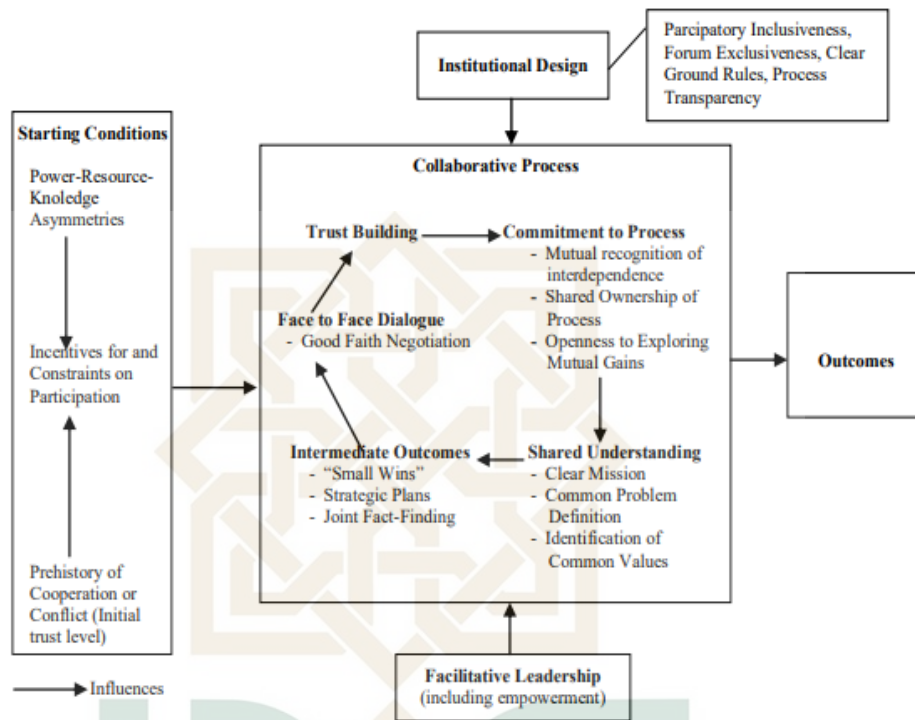 Institutional Design
Parcipatory Inclusiveness,
Forum Exclusiveness, Clear
Ground Rules, Process
Transparency
Starting Conditions
Power-Resource-
Knoledge
Asymmetries
Incentives for and
Constraints on
Participation
Prehistory of
Cooperation or
Conflict (Initial
trust level)
Collaborative Process
Trust Building
Commitment to Process
- Mutual recognition of
interdependence
- Shared Ownership of
Process
- Openness to Exploring
Mutual Gains
Face to Face Dialogue
- Good Faith Negotiation
Intermediate Outcomes
- “Small Wins”
- Strategic Plans
- Joint Fact-Finding
Shared Understanding
- Clear Mission
- Common Problem
Definition
- Identification of
Common Values
Outcomes
Facilitative Leadership
(including empowerment)
Influences